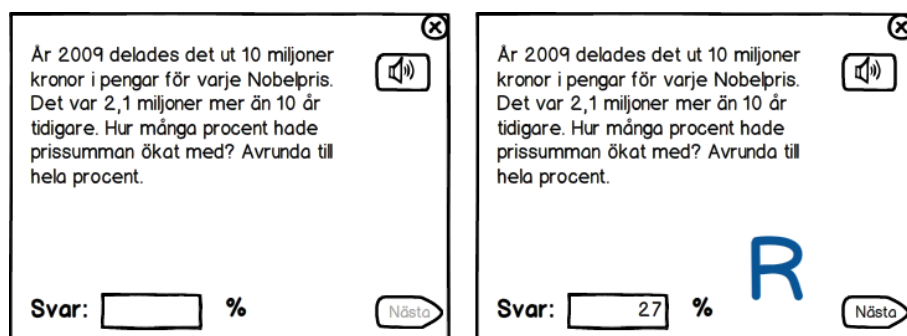 År 2009 delades det ut 10 miljoner
kronor i pengar för varje Nobelpris.
Det var 2,1 miljoner mer än 10 år
tidigare. Hur många procent hade
prissumman ökat med? Avrunda till
hela procent.
Svar: %
Nästa
År 2009 delades det ut 10 miljoner
kronor i pengar för varje Nobelpris.
Det var 2,1 miljoner mer än 10 år
tidigare. Hur många procent hade
prissumman ökat med? Avrunda till
hela procent.
R
Svar: 27 %
Nästa